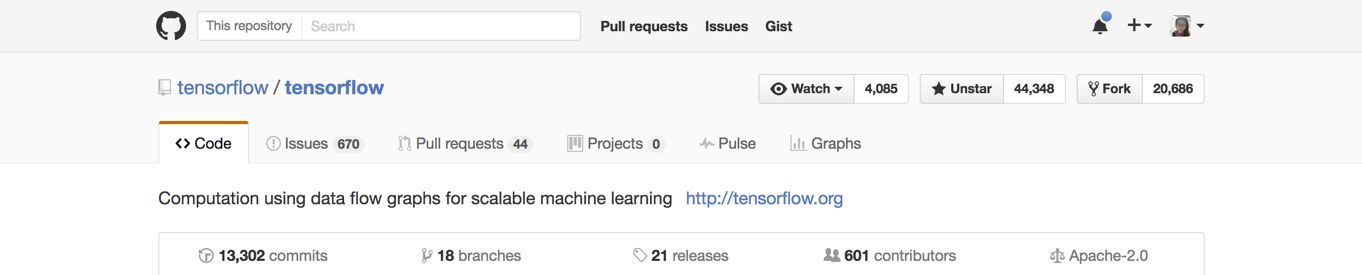 This repository Search Pull requests Issues Gist
tensorflow / tensorflow Watch 4,085 Unstar 44,348 Fork 20,686
Code Issues 670 Pull requests 44 Projects 0 Pulse Graphs
Computation using data flow graphs for scalable machine learning http://tensorflow.org
13,302 commits 18 branches 21 releases 601 contributors Apache-2.0